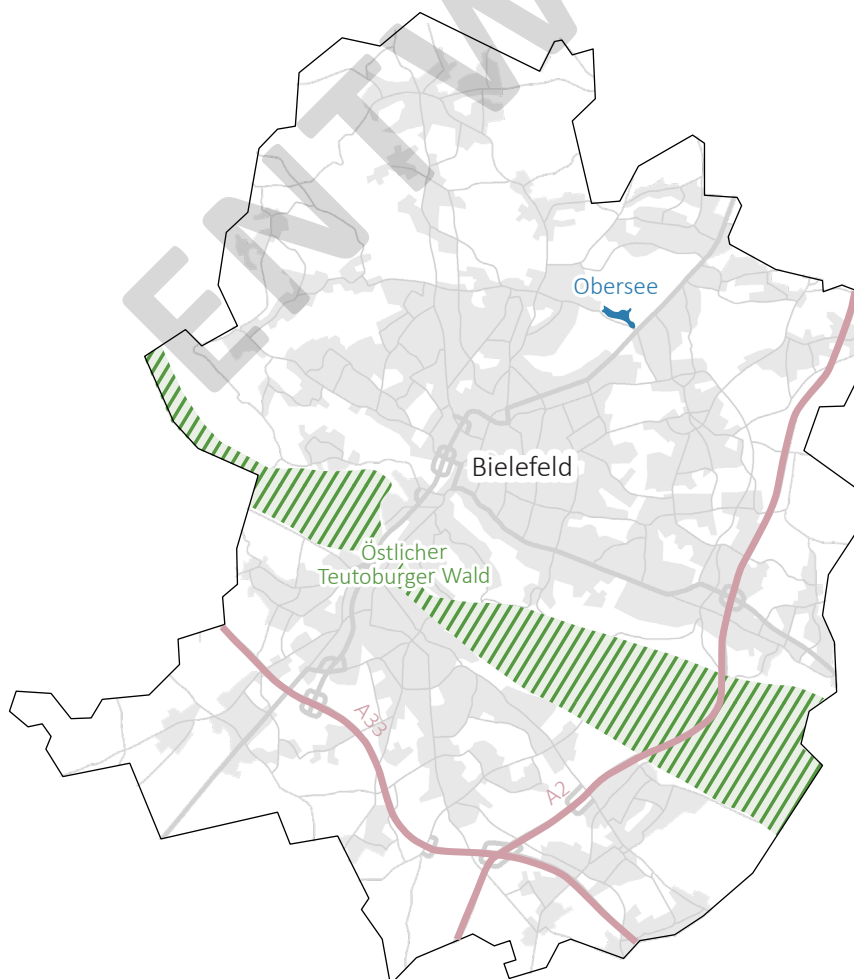 ENTW
Obersee
Bielefeld
Östlicher
Teutoburger Wald
A33
A2